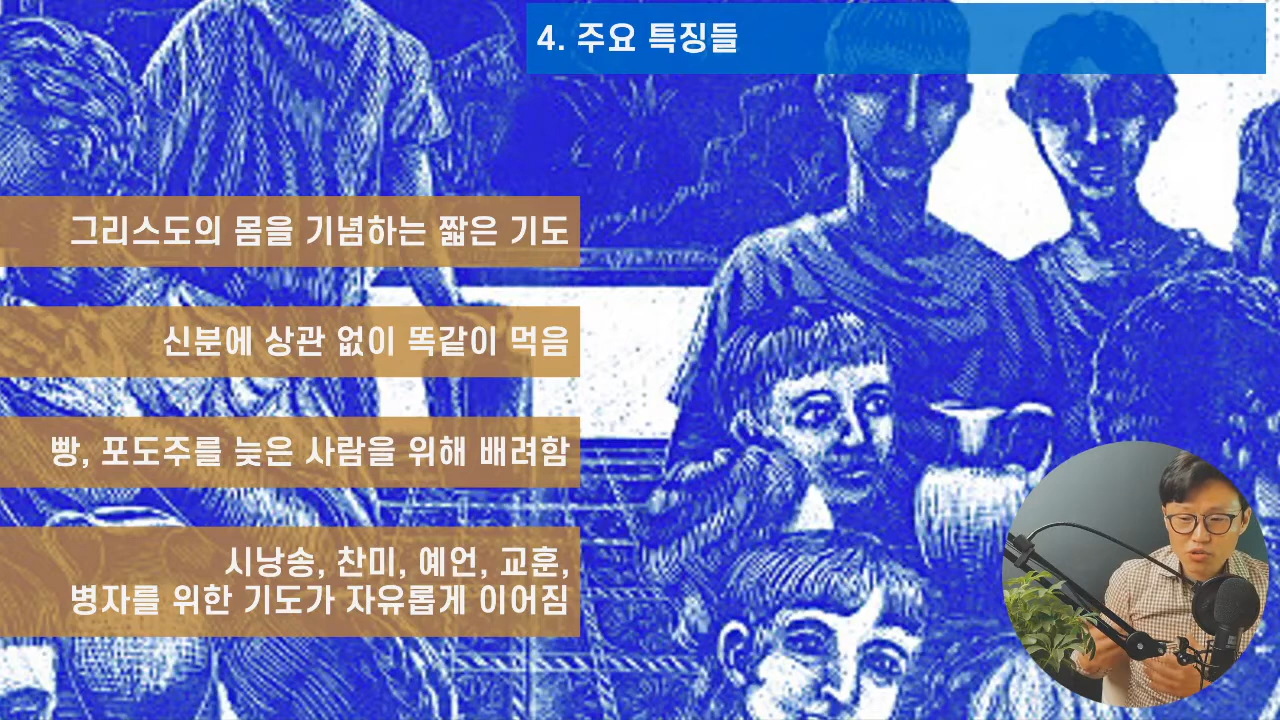 4. 주요 특징들
그리스도의 몸을 기념하는 짧은 기도
신분에 상관 없이 똑같이 먹음
빵, 포도주를 늦은 사람을 위해 배려함
시낭송, 찬미, 예언, 교훈,
병자를 위한 기도가 자유롭게 이어짐